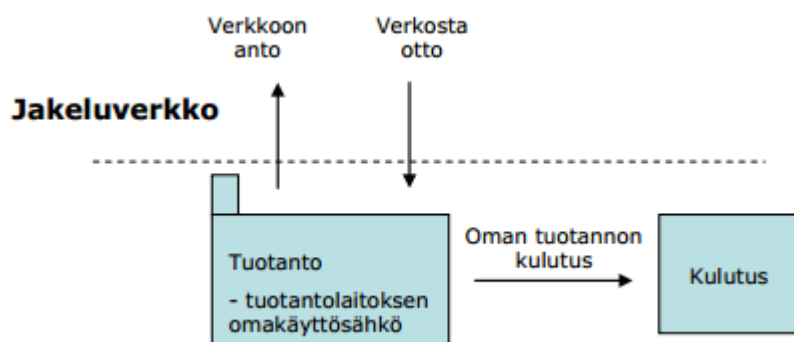 Verkkoon
anto
Verkosta
otto
Jakeluverkko
Tuotanto
- tuotantolaitoksen
omakäyttösähkö
Oman tuotannon
kulutus
Kulutus